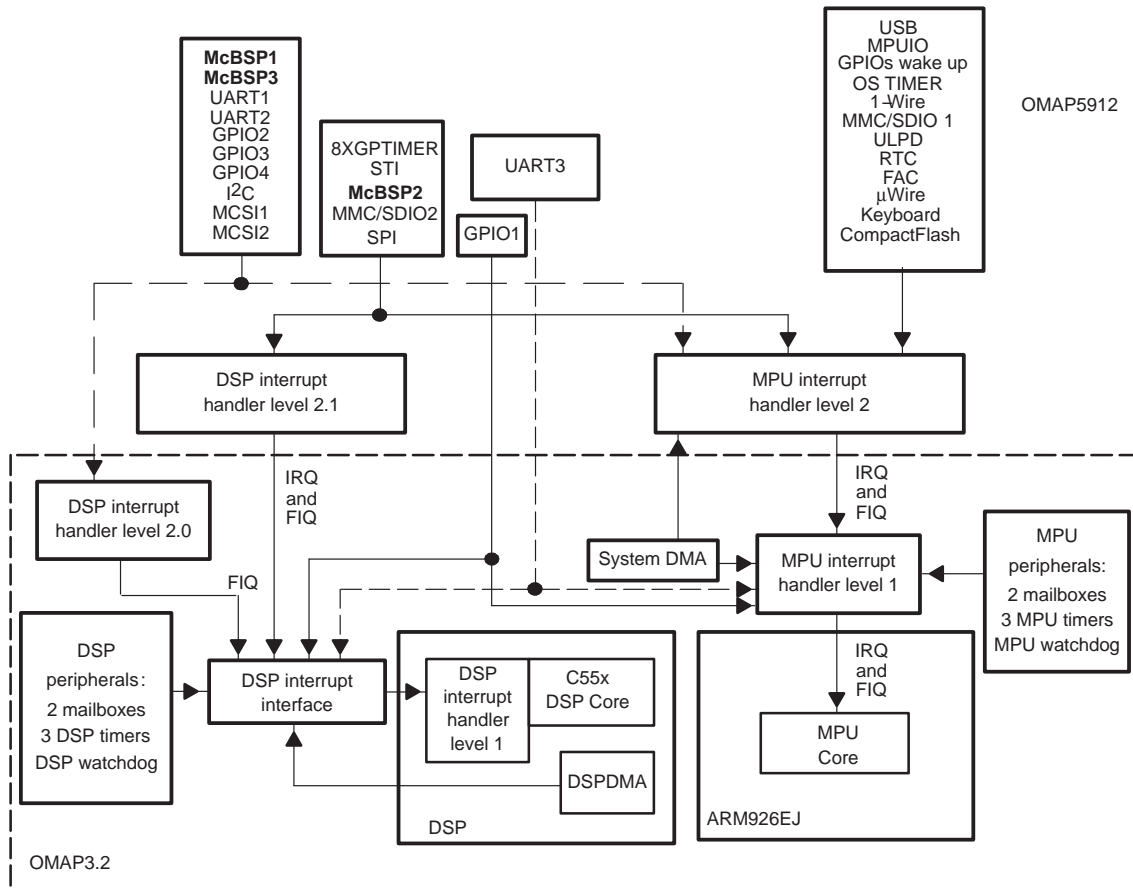 McBSP1
McBSP3
UART1
UART2
GPIO2
GPIO3
GPIO4
I²C
MCSI1
MCSI2
8XGPTIMER
STI
McBSP2
MMC/SDIO2
SPI
GPIO1
UART3
USB
MPUIO
GPIOs wake up
OS TIMER
1–Wire
MMC/SDIO 1
ULPD
RTC
FAC
μWire
Keyboard
CompactFlash
OMAP5912
DSP interrupt
handler level 2.1
MPU interrupt
handler level 2
DSP interrupt
handler level 2.0
IRQ
and
FIQ
IRQ
and
FIQ
FIQ
System DMA
MPU interrupt
handler level 1
MPU
peripherals:
2 mailboxes
3 MPU timers
MPU watchdog
DSP
peripherals:
2 mailboxes
3 DSP timers
DSP watchdog
DSP interrupt
interface
DSP
interrupt
handler
level 1
C55x
DSP Core
DSPDMA
DSP
IRQ
and
FIQ
MPU
Core
ARM926EJ
OMAP3.2